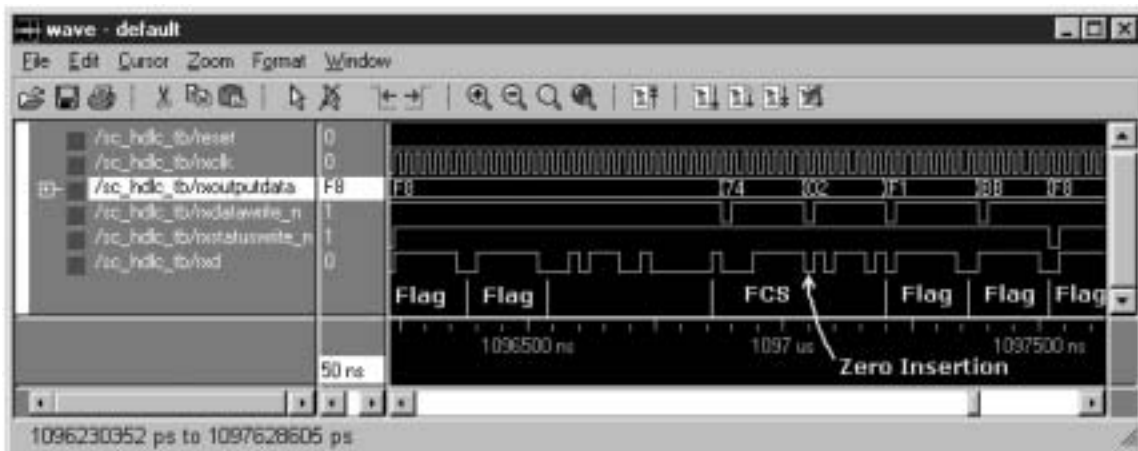 wave - default
File Edit Cursor Zoom Format Window
/sc_hdlc_tb/reset 0
/sc_hdlc_tb/rxclk 0
/sc_hdlc_tb/rxoutputdata F8 F8 74 02 F1 BB F8
/sc_hdlc_tb/rxdatawrite_n 1
/sc_hdlc_tb/rxstatuswrite_n 1
/sc_hdlc_tb/rxd 0
Flag Flag FCS Flag Flag Flag
1096500 ns 1097 us 1097500 ns
50 ns
Zero Insertion
1096230352 ps to 1097628605 ps